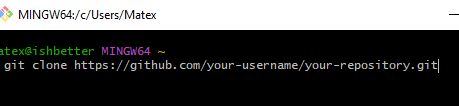 MINGW64:/c/Users/Matex
atex@ishbetter MINGW64 ~
git clone https://github.com/your-username/your-repository.git